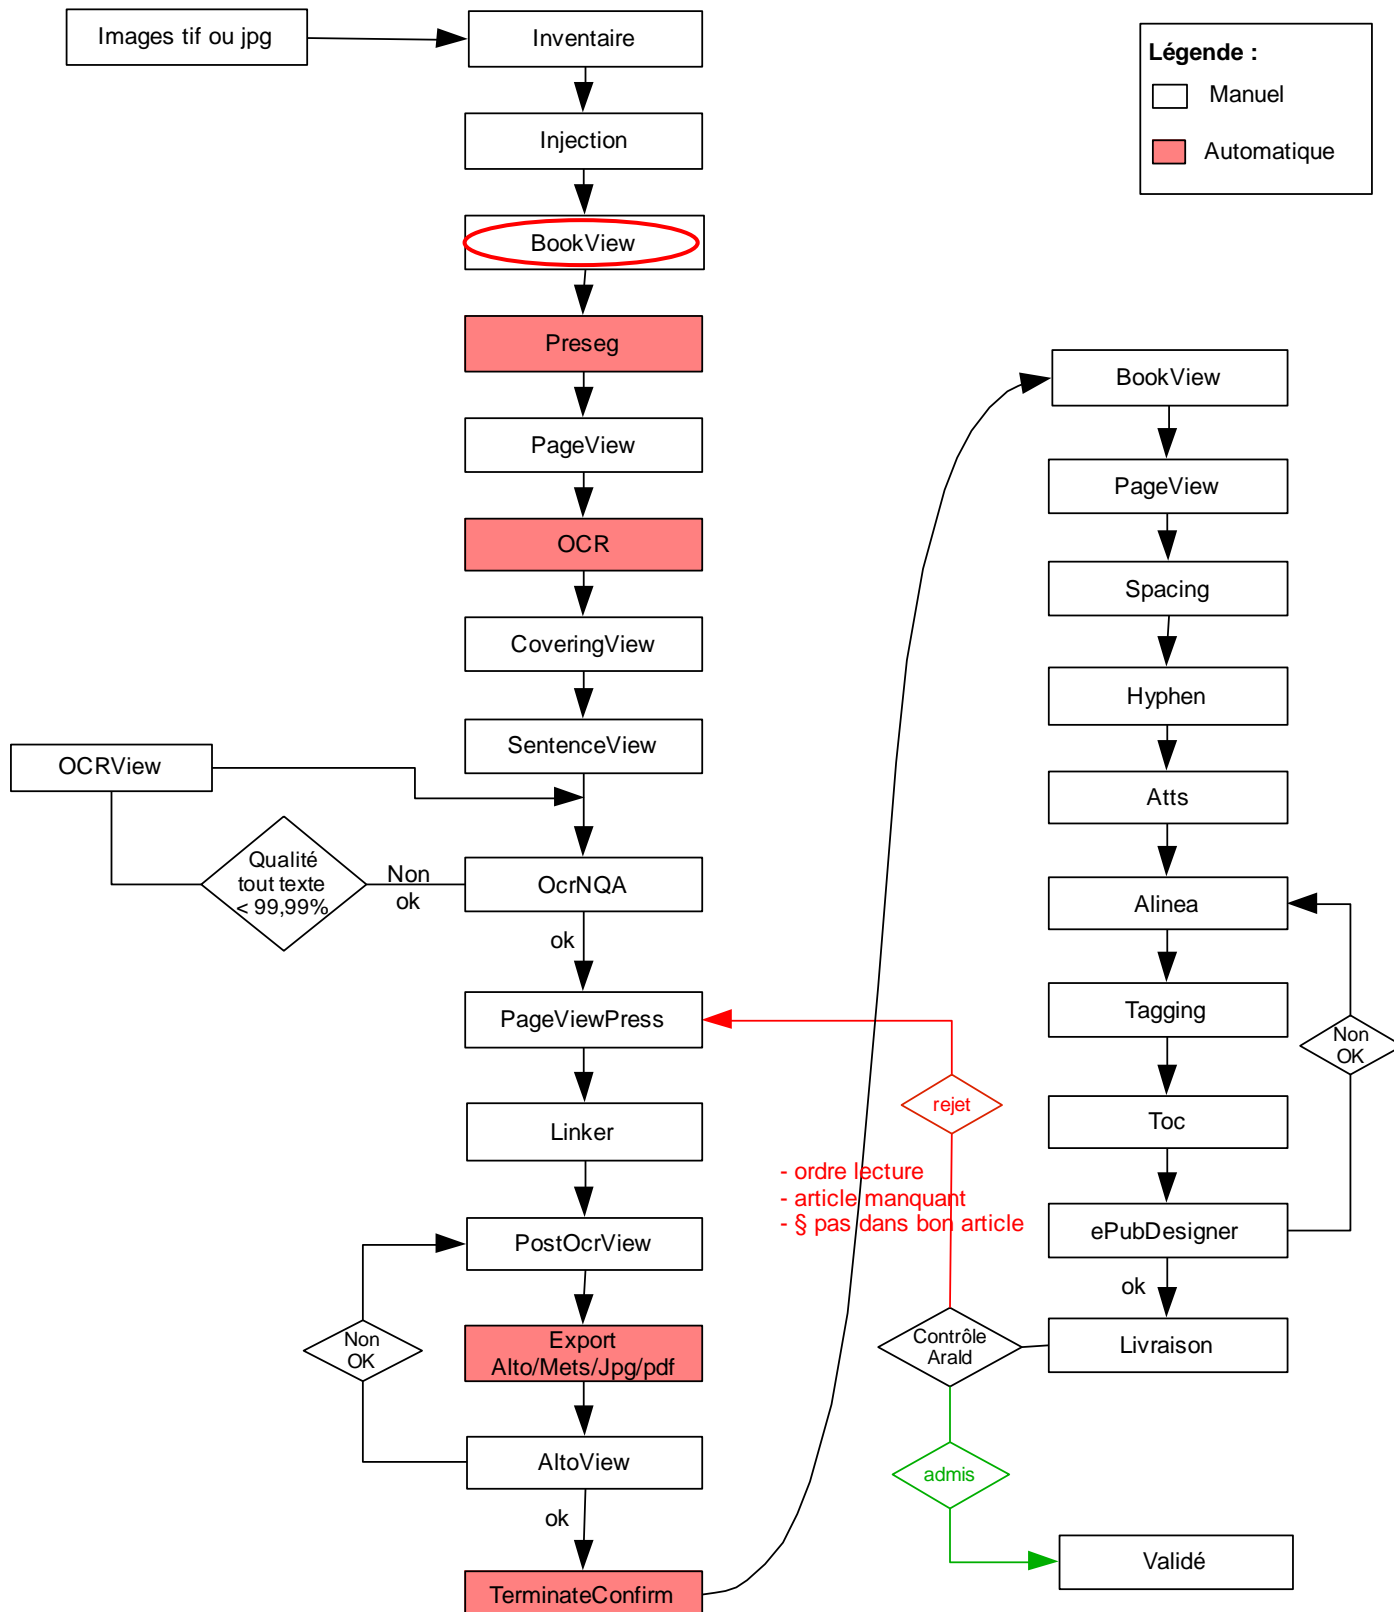 Images tif ou jpg
Inventaire
Injection
BookView
Preseg
PageView
OCR
CoveringView
SentenceView
OCRView
Qualité
tout texte
< 99,99%
Non
ok
OcrNQA
ok
PageViewPress
Linker
PostOcrView
Non
OK
Export
Alto/Mets/Jpg/pdf
AltoView
ok
TerminateConfirm
Légende :
Manuel
Automatique
BookView
PageView
Spacing
Hyphen
Atts
Alinea
Tagging
Non
OK
Toc
ePubDesigner
ok
Livraison
Contrôle
Arald
rejet
- ordre lecture
- article manquant
- § pas dans bon article
admis
Validé